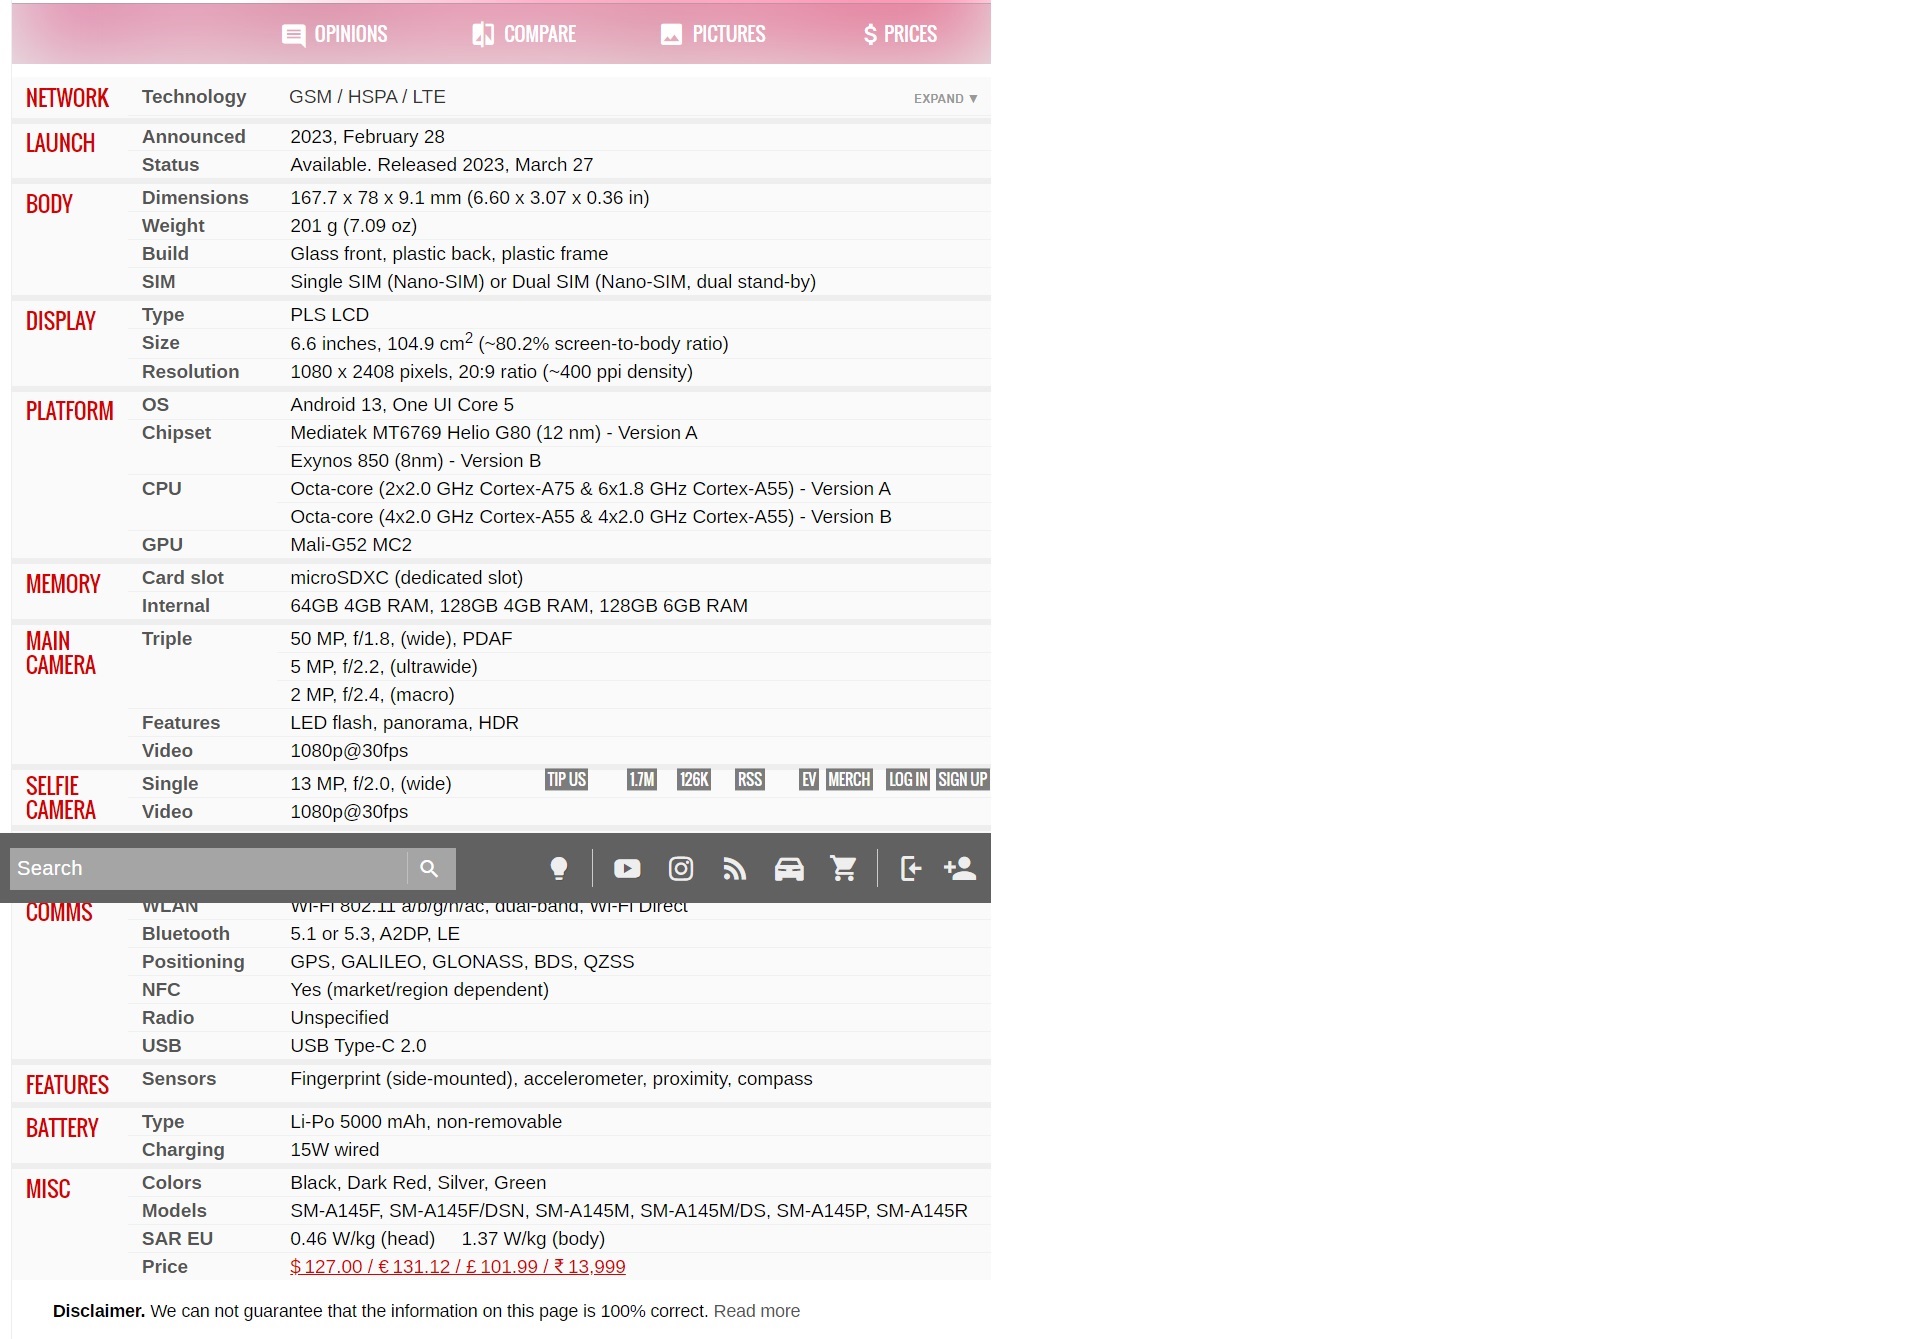 OPINIONS COMPARE PICTURES $ PRICES
NETWORK Technology GSM / HSPA / LTE EXPAND ▼
LAUNCH Announced 2023, February 28
Status Available. Released 2023, March 27
BODY Dimensions 167.7 x 78 x 9.1 mm (6.60 x 3.07 x 0.36 in)
Weight 201 g (7.09 oz)
Build Glass front, plastic back, plastic frame
SIM Single SIM (Nano-SIM) or Dual SIM (Nano-SIM, dual stand-by)
DISPLAY Type PLS LCD
Size 6.6 inches, 104.9 cm² (~80.2% screen-to-body ratio)
Resolution 1080 x 2408 pixels, 20:9 ratio (~400 ppi density)
PLATFORM OS Android 13, One UI Core 5
Chipset Mediatek MT6769 Helio G80 (12 nm) - Version A
Exynos 850 (8nm) - Version B
CPU Octa-core (2x2.0 GHz Cortex-A75 & 6x1.8 GHz Cortex-A55) - Version A
Octa-core (4x2.0 GHz Cortex-A55 & 4x2.0 GHz Cortex-A55) - Version B
GPU Mali-G52 MC2
MEMORY Card slot microSDXC (dedicated slot)
Internal 64GB 4GB RAM, 128GB 4GB RAM, 128GB 6GB RAM
MAIN CAMERA Triple 50 MP, f/1.8, (wide), PDAF
5 MP, f/2.2, (ultrawide)
2 MP, f/2.4, (macro)
Features LED flash, panorama, HDR
Video 1080p@30fps
SELFIE CAMERA Single 13 MP, f/2.0, (wide) TIP US 1.7M 126K RSS EV MERCH LOG IN SIGN UP
Video 1080p@30fps
Search
COMMS WLAN Wi-Fi 802.11 a/b/g/n/ac, dual-band, Wi-Fi Direct
Bluetooth 5.1 or 5.3, A2DP, LE
Positioning GPS, GALILEO, GLONASS, BDS, QZSS
NFC Yes (market/region dependent)
Radio Unspecified
USB USB Type-C 2.0
FEATURES Sensors Fingerprint (side-mounted), accelerometer, proximity, compass
BATTERY Type Li-Po 5000 mAh, non-removable
Charging 15W wired
MISC Colors Black, Dark Red, Silver, Green
Models SM-A145F, SM-A145F/DSN, SM-A145M, SM-A145M/DS, SM-A145P, SM-A145R
SAR EU 0.46 W/kg (head) 1.37 W/kg (body)
Price $ 127.00 / € 131.12 / £ 101.99 / ₹ 13,999
Disclaimer. We can not guarantee that the information on this page is 100% correct. Read more